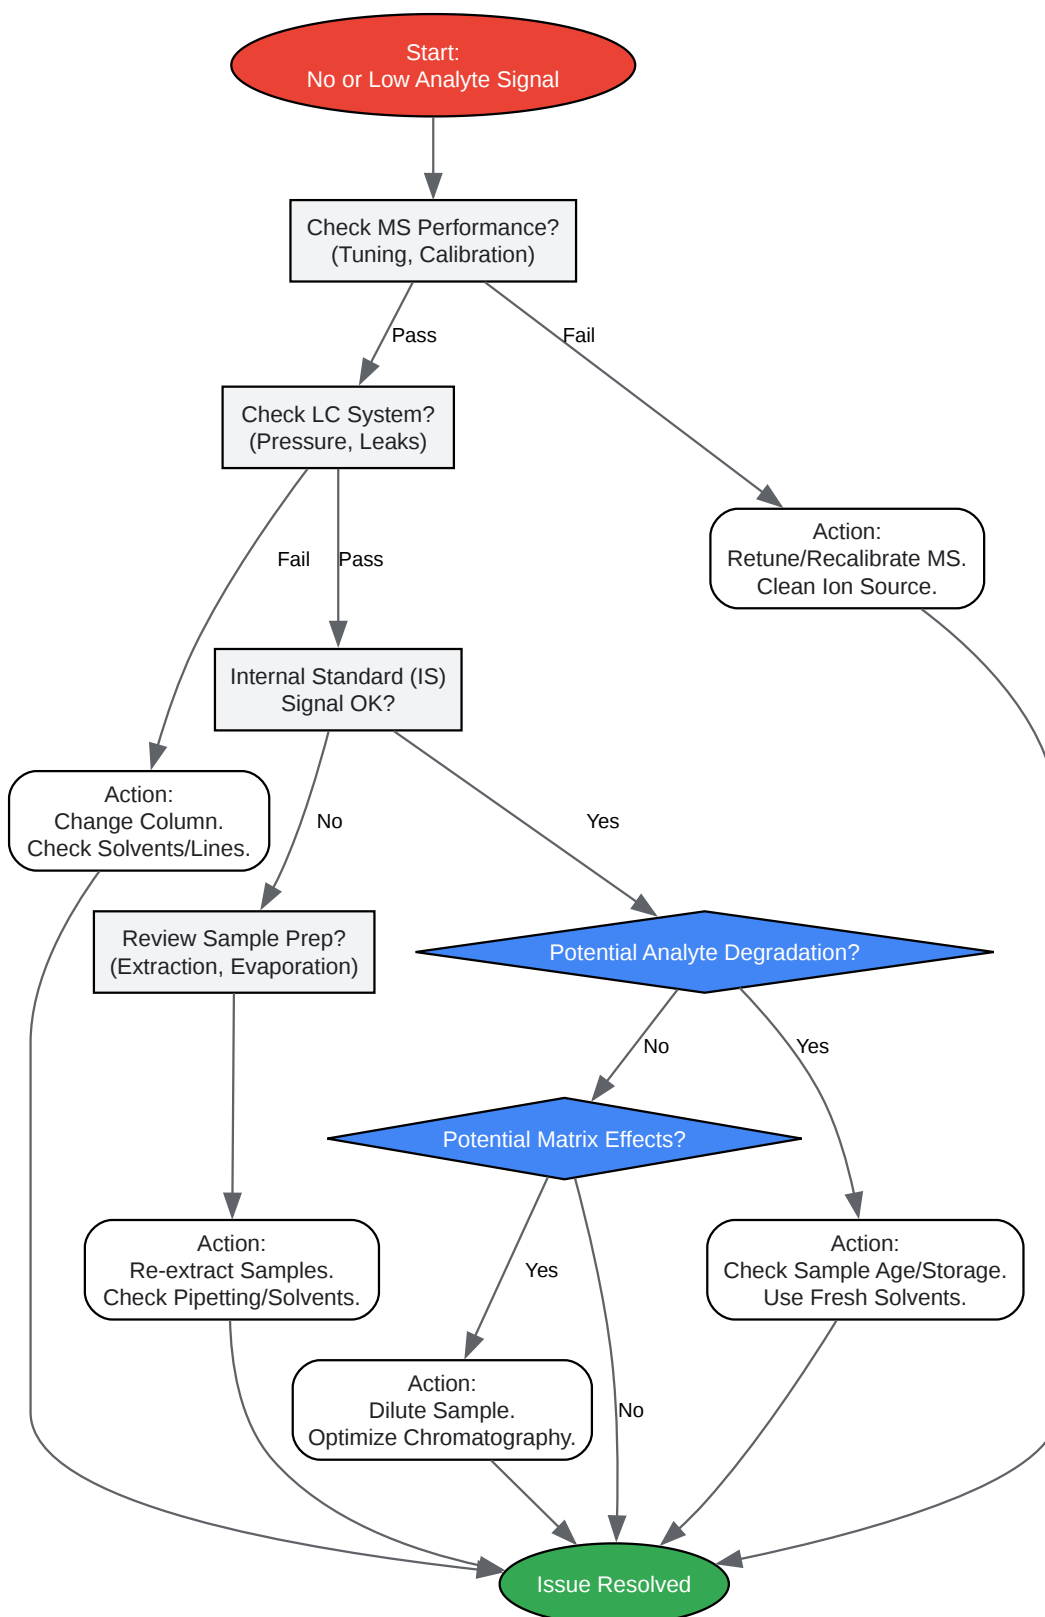 Start:
No or Low Analyte Signal
Check MS Performance?
(Tuning, Calibration)
Pass
Fail
Check LC System?
(Pressure, Leaks)
Fail
Pass
Action:
Retune/Recalibrate MS.
Clean Ion Source.
Internal Standard (IS)
Signal OK?
Action:
Change Column.
Check Solvents/Lines.
No
Yes
Review Sample Prep?
(Extraction, Evaporation)
Potential Analyte Degradation?
No
Yes
Potential Matrix Effects?
Action:
Re-extract Samples.
Check Pipetting/Solvents.
Yes
Action:
Check Sample Age/Storage.
Use Fresh Solvents.
Action:
Dilute Sample.
Optimize Chromatography.
No
Issue Resolved